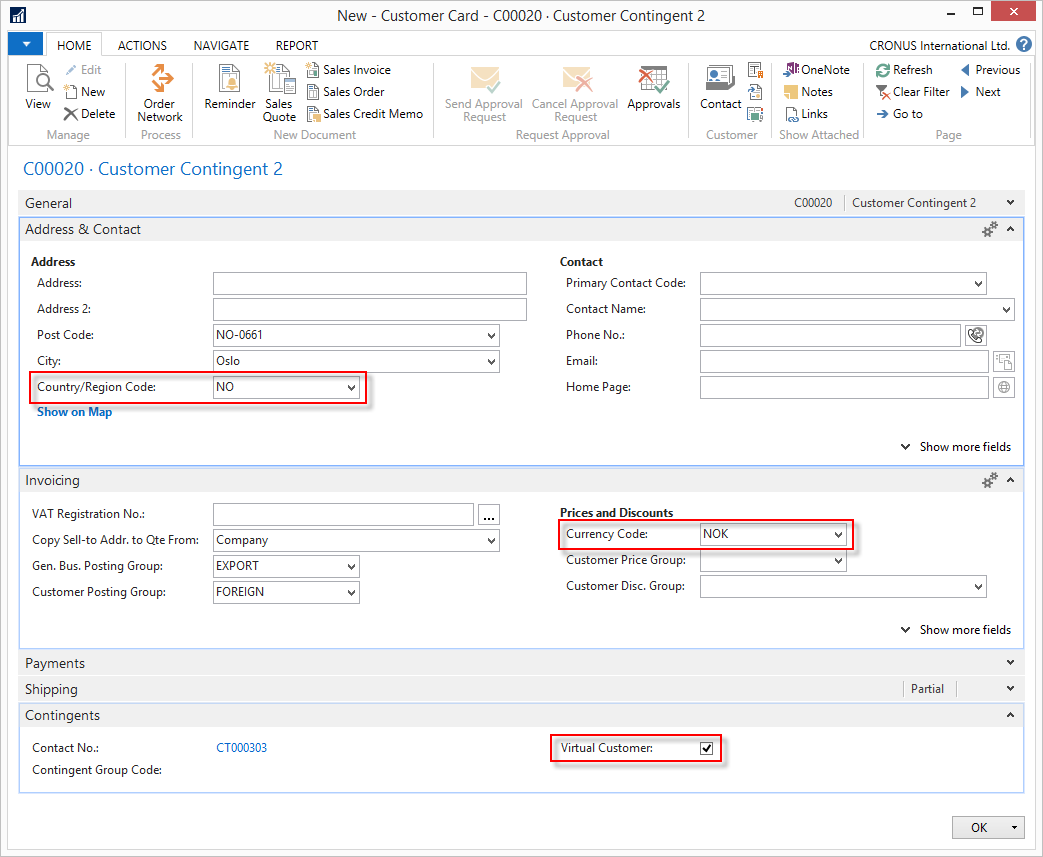 New - Customer Card - C00020 · Customer Contingent 2
HOME ACTIONS NAVIGATE REPORT CRONUS International Ltd.
View
Edit
New
Delete
Manage
Order Network
Process
Reminder
Sales Quote
Sales Invoice
Sales Order
Sales Credit Memo
New Document
Send Approval Request
Cancel Approval Request
Approvals
Request Approval
Contact
Customer
OneNote
Notes
Links
Show Attached
Refresh
Clear Filter
Go to
Previous
Next
Page
C00020 · Customer Contingent 2
General C00020 Customer Contingent 2
Address & Contact
Address
Address:
Address 2:
Post Code: NO-0661
City: Oslo
Country/Region Code: NO
Show on Map
Contact
Primary Contact Code:
Contact Name:
Phone No.:
Email:
Home Page:
Show more fields
Invoicing
VAT Registration No.: ...
Copy Sell-to Addr. to Qte From: Company
Gen. Bus. Posting Group: EXPORT
Customer Posting Group: FOREIGN
Prices and Discounts
Currency Code: NOK
Customer Price Group:
Customer Disc. Group:
Show more fields
Payments
Shipping Partial
Contingents
Contact No.: CT000303
Contingent Group Code:
Virtual Customer:
OK